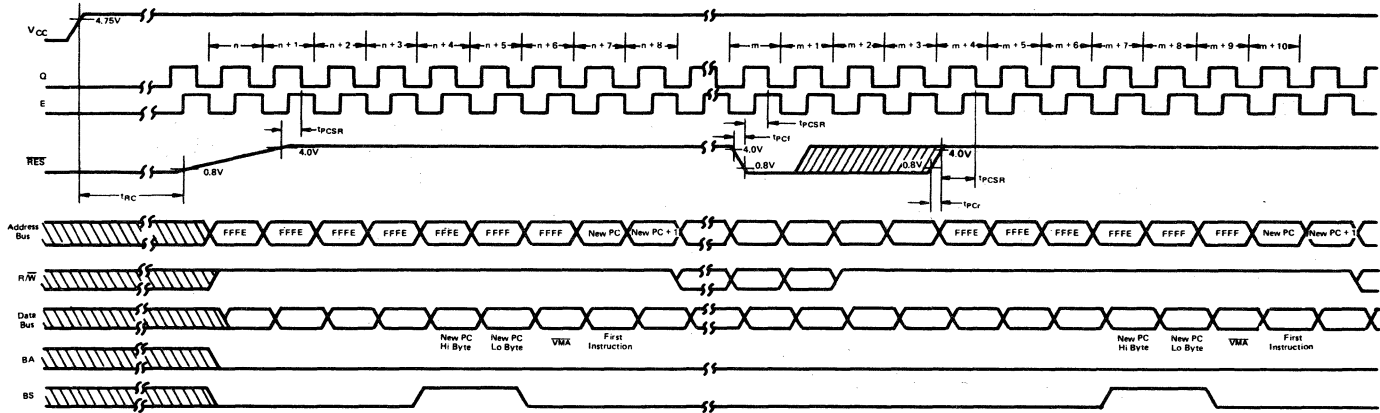 VCC
4.75V
n
n + 1
n + 2
n + 3
n + 4
n + 5
n + 6
n + 7
n + 8
m
m + 1
m + 2
m + 3
m + 4
m + 5
m + 6
m + 7
m + 8
m + 9
m + 10
Q
E
tPCSR
4.0V
tPCf
tPCSR
4.0V
0.8V
0.8V
4.0V
tPCSR
tPCr
RES
0.8V
tRC
Address
Bus
FFFE
FFFE
FFFE
FFFE
FFFE
FFFF
FFFF
New PC
New PC + 1
FFFE
FFFE
FFFE
FFFE
FFFF
FFFF
New PC
New PC + 1
R/W
Data
Bus
New PC
Hi Byte
New PC
Lo Byte
VMA
First
Instruction
New PC
Hi Byte
New PC
Lo Byte
VMA
First
Instruction
BA
BS